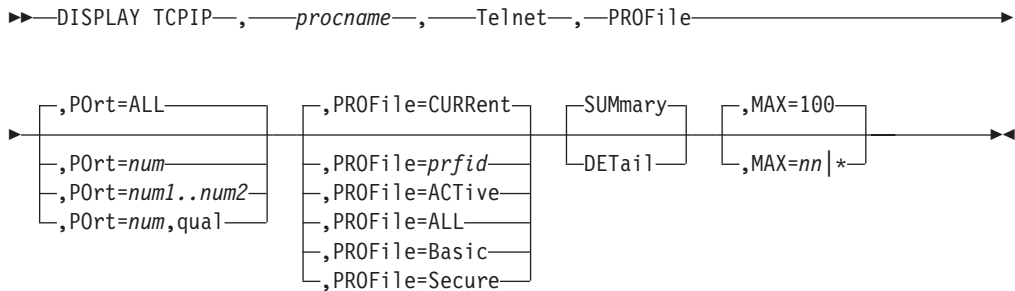 DISPLAY TCPIP , procname , Telnet , PROFile
,POrt=ALL ,PROFile=CURRent SUMmary ,MAX=100
,POrt=num ,PROFile=prfid DETail ,MAX=nn|*
,POrt=num1..num2 ,PROFile=ACTive
,POrt=num,qual ,PROFile=ALL
,PROFile=Basic
,PROFile=Secure